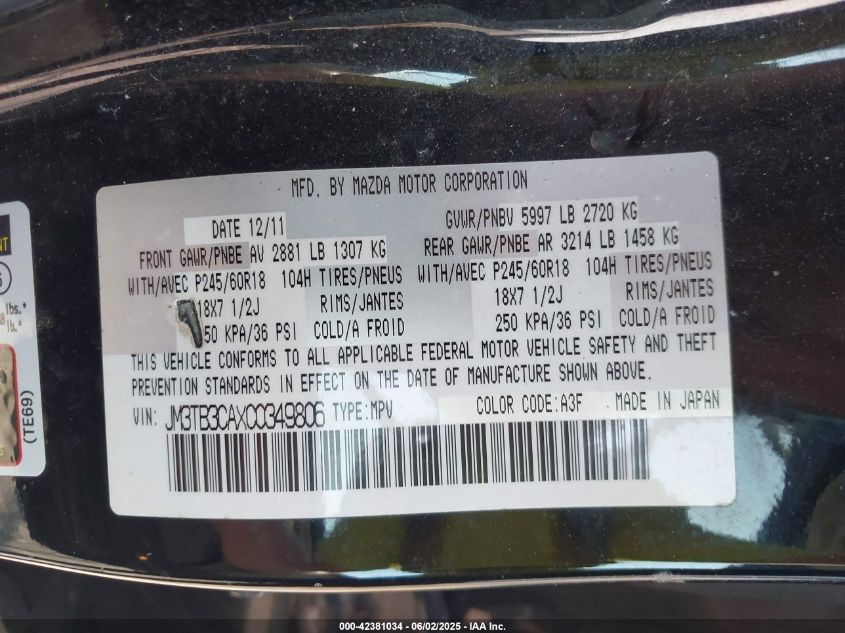 MFD. BY MAZDA MOTOR CORPORATION
DATE 12/11 GVWR/PNBV 5997 LB 2720 KG
FRONT GAWR/PNBE AV 2881 LB 1307 KG REAR GAWR/PNBE AR 3214 LB 1458 KG
WITH/AVEC P245/60R18 104H TIRES/PNEUS WITH/AVEC P245/60R18 104H TIRES/PNEUS
18X7 1/2J RIMS/JANTES 18X7 1/2J RIMS/JANTES
250 KPA/36 PSI COLD/A FROID 250 KPA/36 PSI COLD/A FROID
THIS VEHICLE CONFORMS TO ALL APPLICABLE FEDERAL MOTOR VEHICLE SAFETY AND THEFT
PREVENTION STANDARDS IN EFFECT ON THE DATE OF MANUFACTURE SHOWN ABOVE.
VIN: JM3TB3CAXC0349806 TYPE:MPV COLOR CODE:A3F MADE IN JAPAN
lbs.*
lb.*
(TE69)
000-42381034 - 06/02/2025 - IAA Inc.